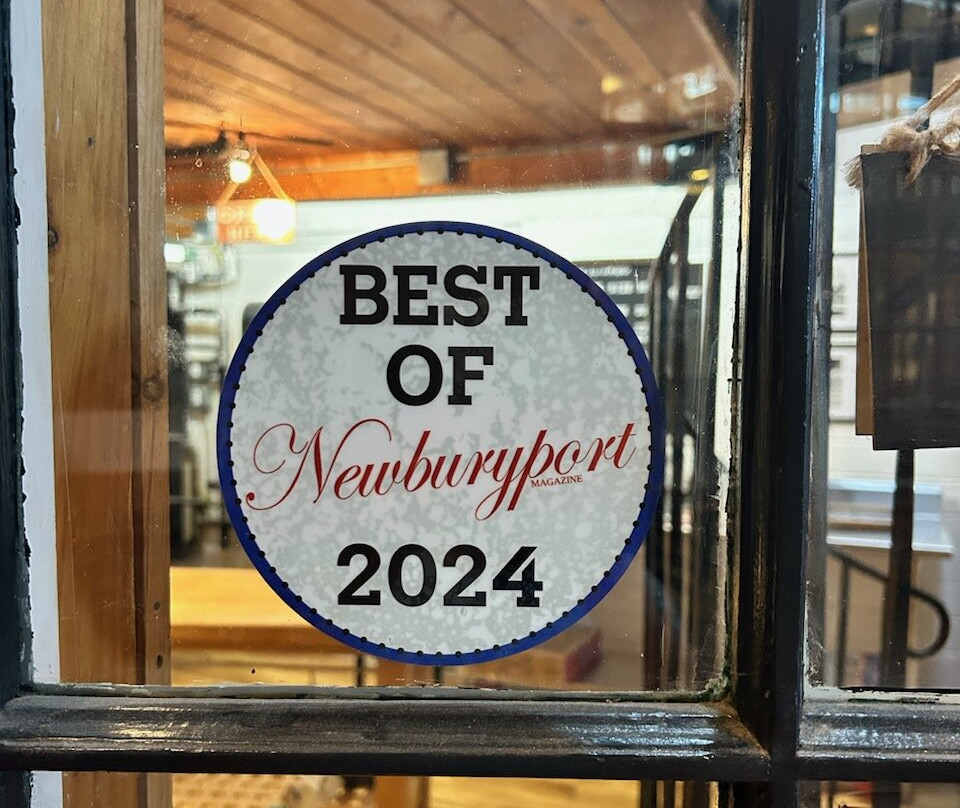 BEST
OF
Newburyport
MAGAZINE
2024